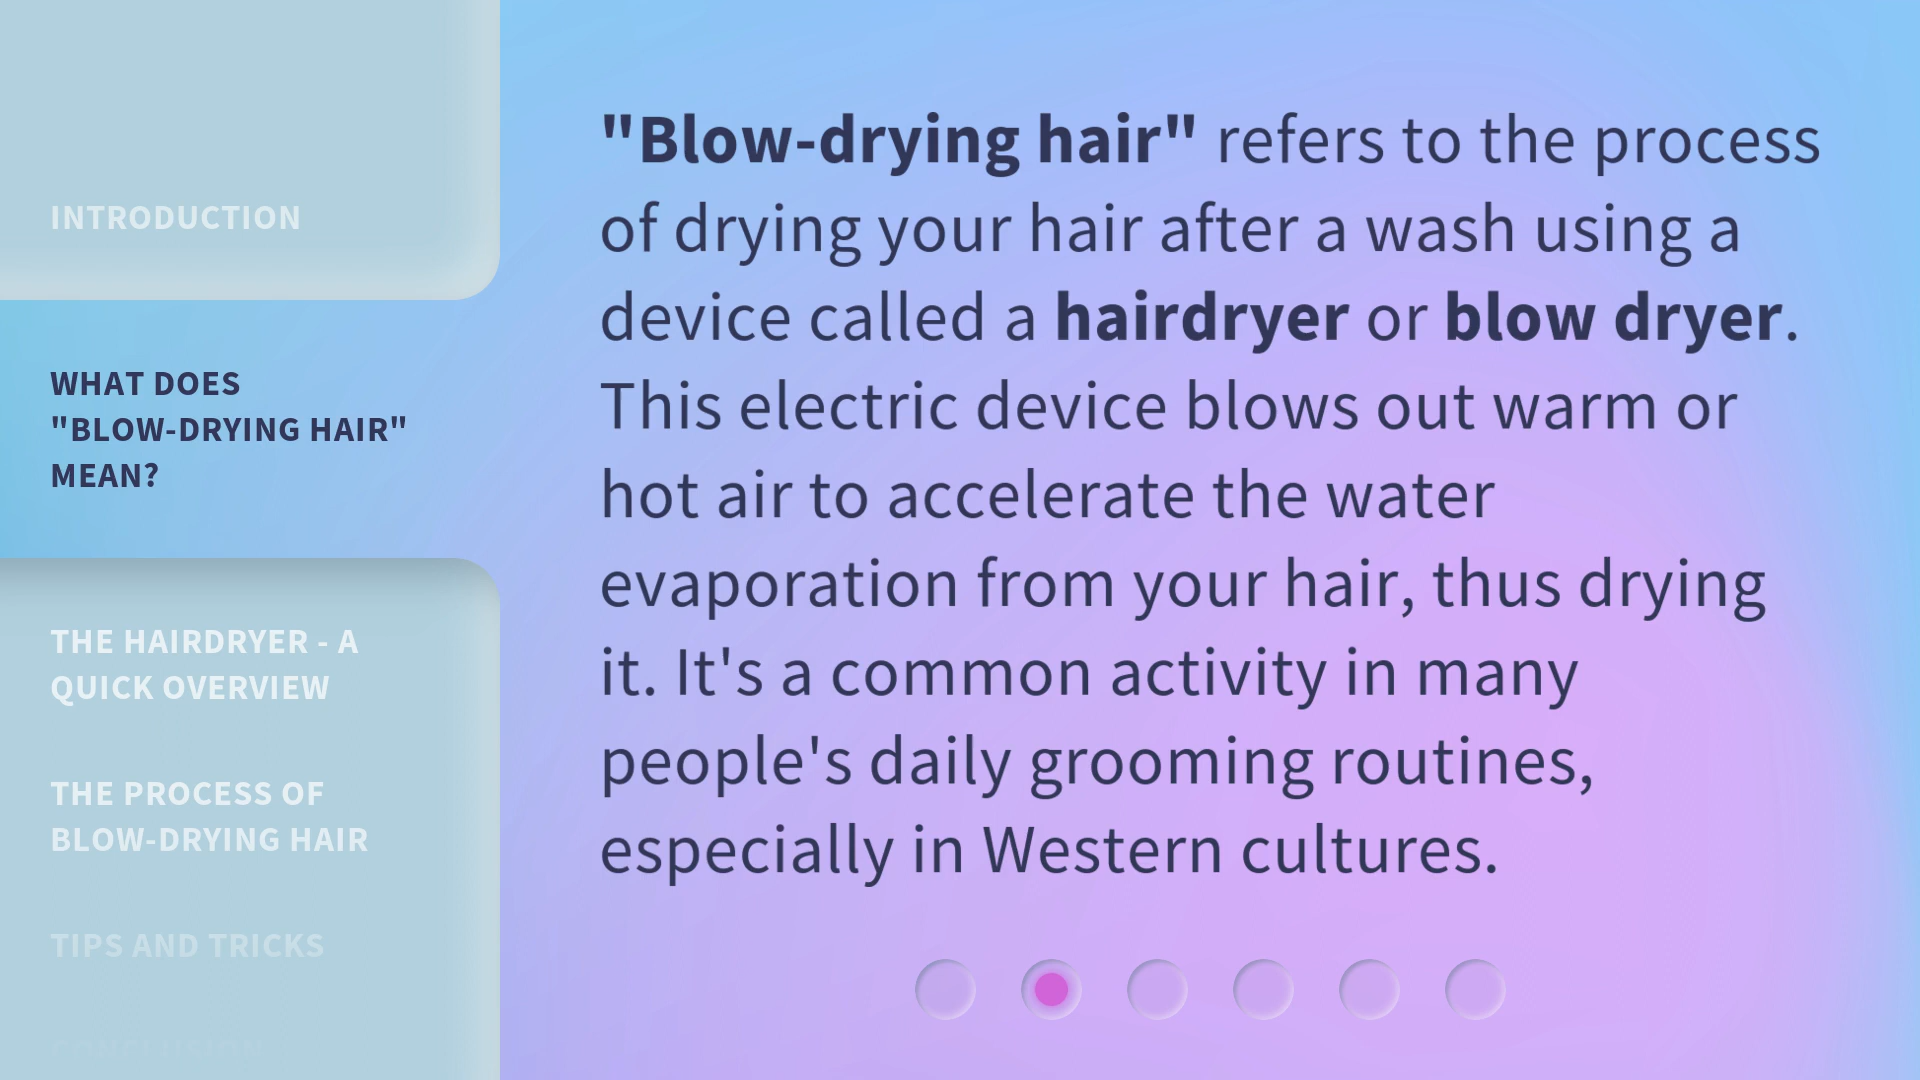 INTRODUCTION
WHAT DOES
"BLOW-DRYING HAIR"
MEAN?
THE HAIRDRYER - A
QUICK OVERVIEW
THE PROCESS OF
BLOW-DRYING HAIR
TIPS AND TRICKS
CONCLUSION
"Blow-drying hair" refers to the process
of drying your hair after a wash using a
device called a hairdryer or blow dryer.
This electric device blows out warm or
hot air to accelerate the water
evaporation from your hair, thus drying
it. It's a common activity in many
people's daily grooming routines,
especially in Western cultures.